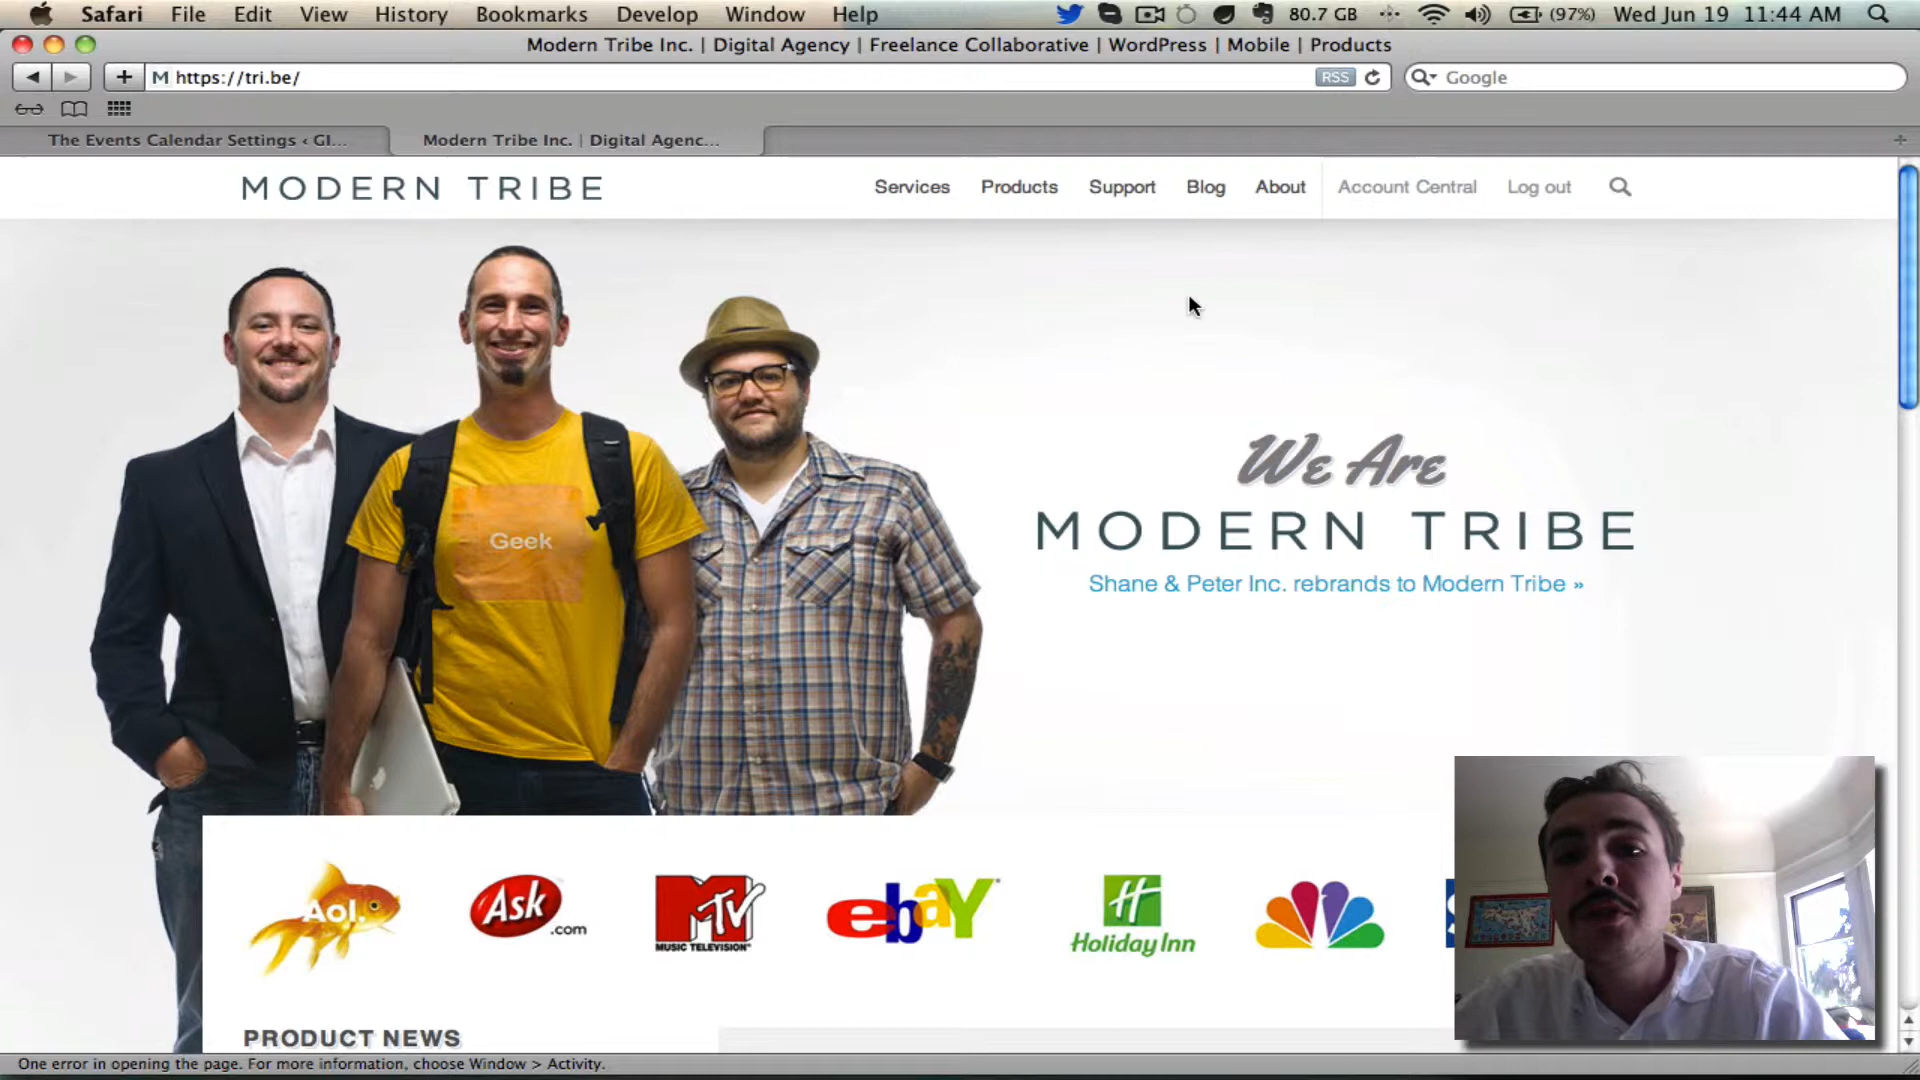 Safari File Edit View History Bookmarks Develop Window Help 80.7 GB (97%) Wed Jun 19 11:44 AM
Modern Tribe Inc. | Digital Agency | Freelance Collaborative | WordPress | Mobile | Products
M https://tri.be/ RSS Google
The Events Calendar Settings ‹ Gl... Modern Tribe Inc. | Digital Agenc...
MODERN TRIBE Services Products Support Blog About Account Central Log out
Geek
We Are
MODERN TRIBE
Shane & Peter Inc. rebrands to Modern Tribe »
Aol. Ask.com MTV MUSIC TELEVISION® ebay H Holiday Inn
PRODUCT NEWS
One error in opening the page. For more information, choose Window > Activity.